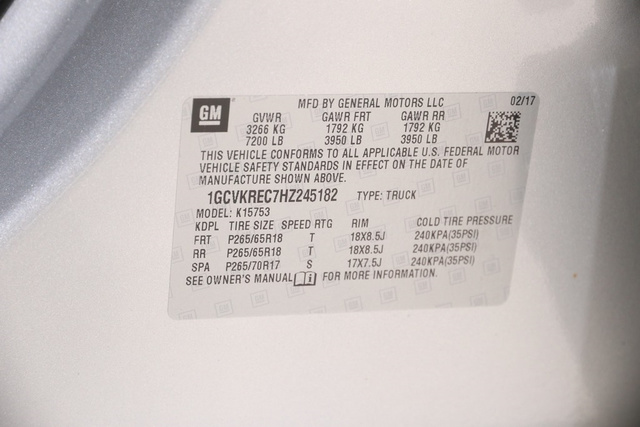 GM
MFD BY GENERAL MOTORS LLC 02/17
GVWR GAWR FRT GAWR RR
3266 KG 1792 KG 1792 KG
7200 LB 3950 LB 3950 LB
THIS VEHICLE CONFORMS TO ALL APPLICABLE U.S. FEDERAL MOTOR
VEHICLE SAFETY STANDARDS IN EFFECT ON THE DATE OF
MANUFACTURE SHOWN ABOVE.
1GCVKREC7HZ245182 TYPE: TRUCK
MODEL: K15753
KDPL TIRE SIZE SPEED RTG RIM COLD TIRE PRESSURE
FRT P265/65R18 T 18X8.5J 240KPA(35PSI)
RR P265/65R18 T 18X8.5J 240KPA(35PSI)
SPA P265/70R17 S 17X7.5J 240KPA(35PSI)
SEE OWNER'S MANUAL FOR MORE INFORMATION.